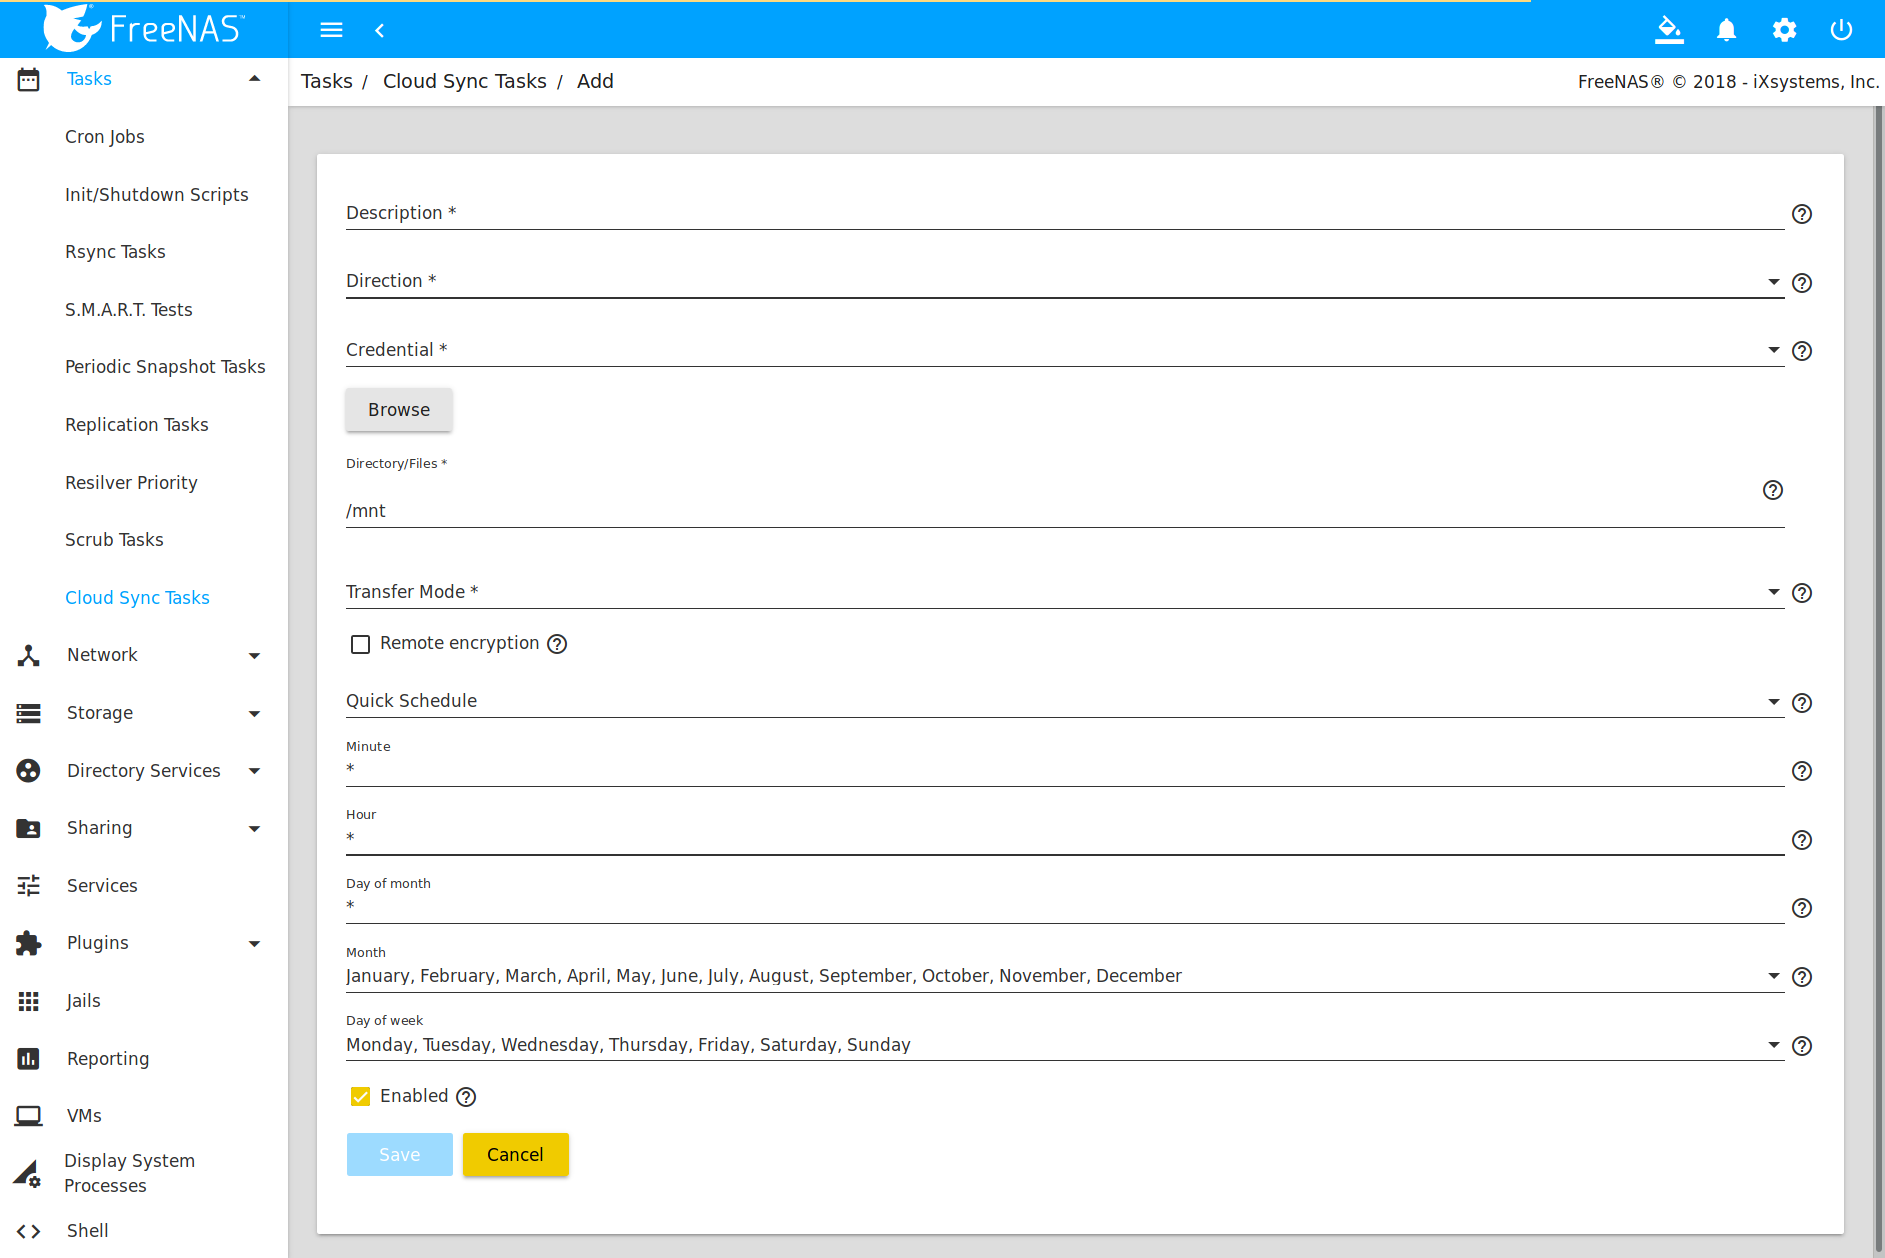 FreeNAS™
Tasks / Cloud Sync Tasks / Add
FreeNAS® © 2018 - iXsystems, Inc.
Tasks
Cron Jobs
Init/Shutdown Scripts
Rsync Tasks
S.M.A.R.T. Tests
Periodic Snapshot Tasks
Replication Tasks
Resilver Priority
Scrub Tasks
Cloud Sync Tasks
Network
Storage
Directory Services
Sharing
Services
Plugins
Jails
Reporting
VMs
Display System
Processes
Shell
Description *
Direction *
Credential *
Browse
Directory/Files *
/mnt
Transfer Mode *
Remote encryption
Quick Schedule
Minute
*
Hour
*
Day of month
*
Month
January, February, March, April, May, June, July, August, September, October, November, December
Day of week
Monday, Tuesday, Wednesday, Thursday, Friday, Saturday, Sunday
Enabled
Save
Cancel